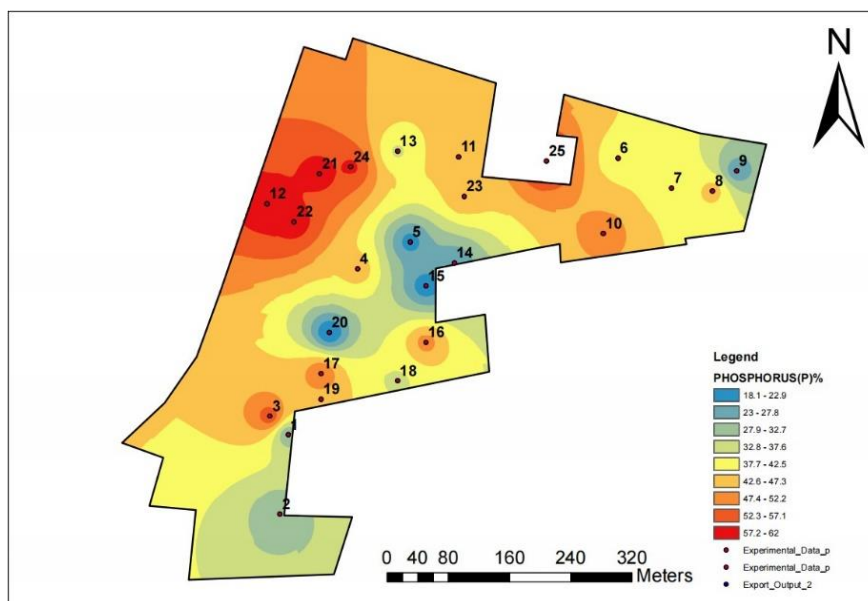 N
13
11
25
6
24
21
9
7
8
12
23
22
10
5
14
4
15
20
16
17
18
19
3
1
2
0 40 80 160 240 320
Meters
Legend
PHOSPHORUS(P)%
18.1 - 22.9
23 - 27.8
27.9 - 32.7
32.8 - 37.6
37.7 - 42.5
42.6 - 47.3
47.4 - 52.2
52.3 - 57.1
57.2 - 62
Experimental_Data_p
Experimental_Data_p
Export_Output_2